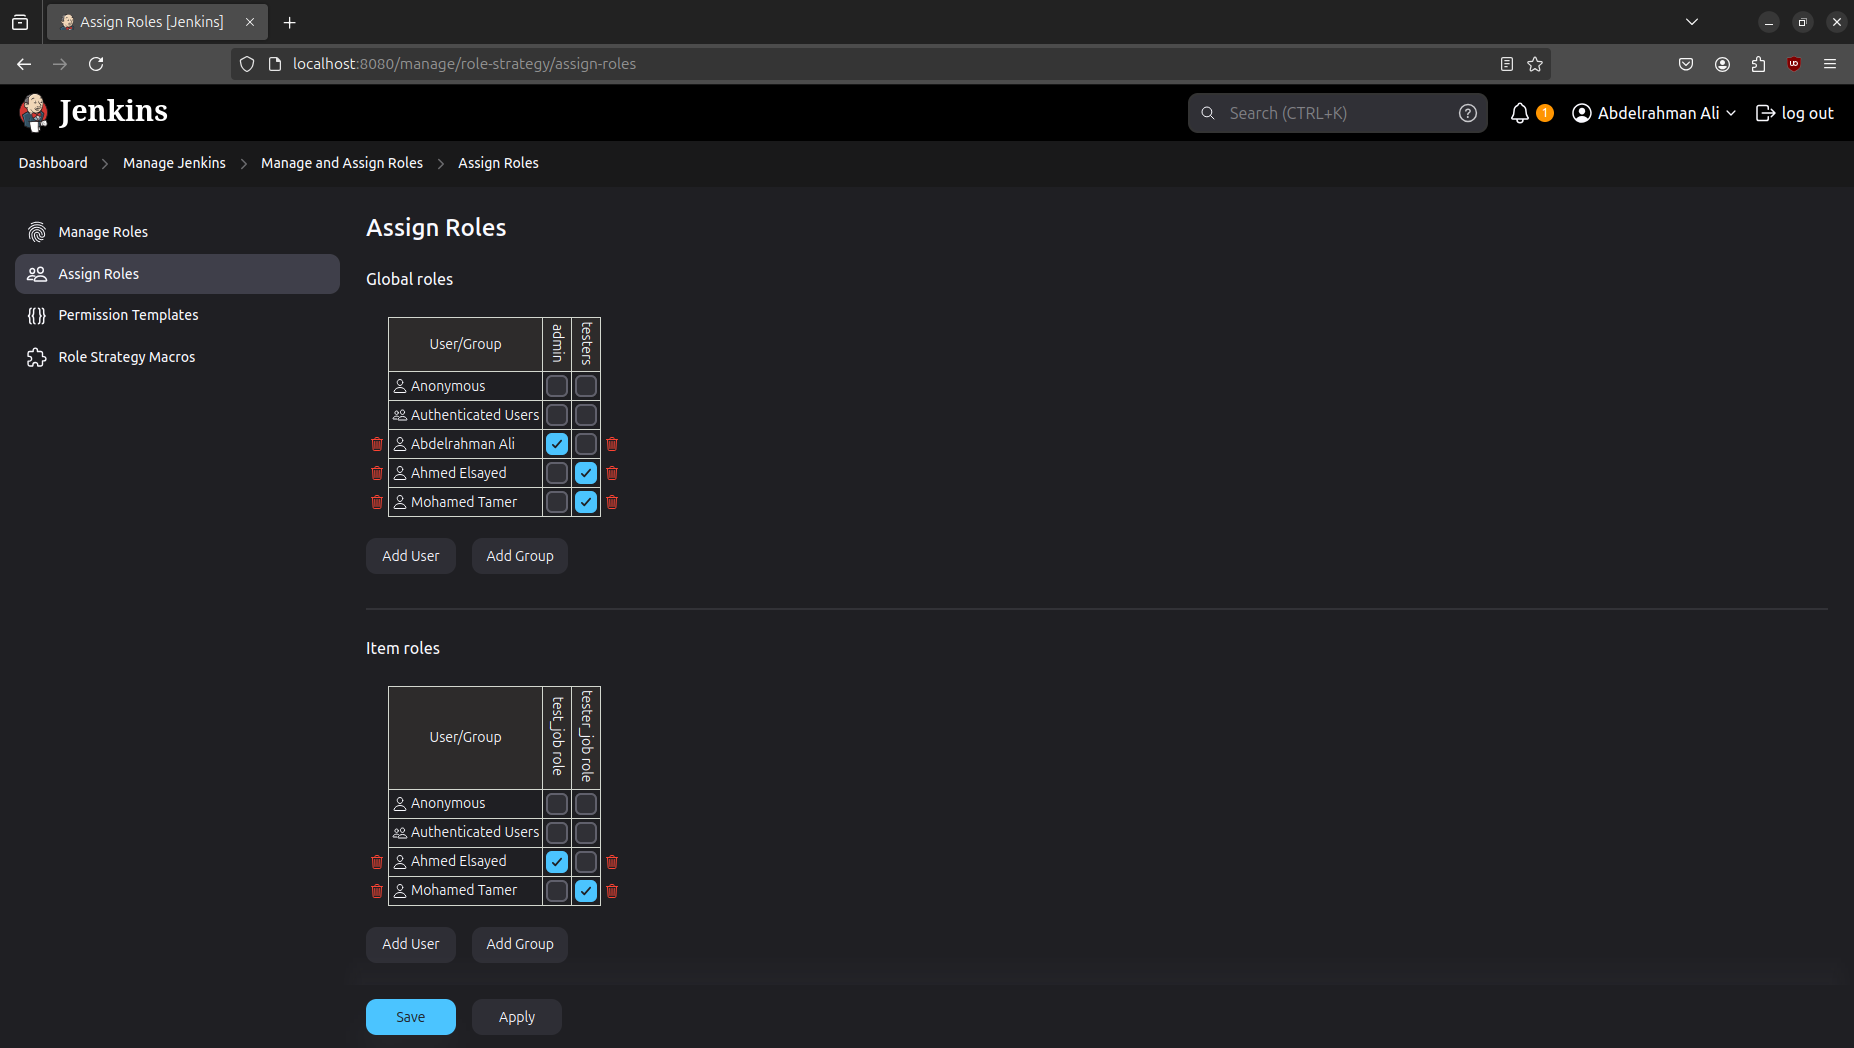 Assign Roles [Jenkins]
localhost:8080/manage/role-strategy/assign-roles
Jenkins
Search (CTRL+K)
1
Abdelrahman Ali
log out
Dashboard
Manage Jenkins
Manage and Assign Roles
Assign Roles
Manage Roles
Assign Roles
Permission Templates
Role Strategy Macros
Assign Roles
Global roles
User/Group
admin
testers
Anonymous
Authenticated Users
Abdelrahman Ali
Ahmed Elsayed
Mohamed Tamer
Add User
Add Group
Item roles
User/Group
test_job role
tester_job role
Anonymous
Authenticated Users
Ahmed Elsayed
Mohamed Tamer
Add User
Add Group
Save
Apply